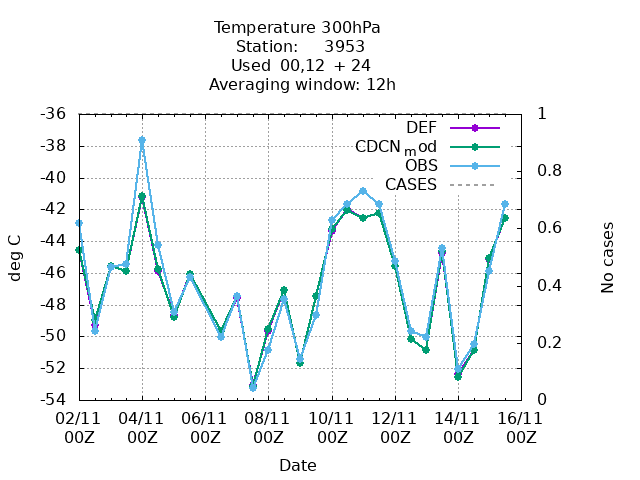 Temperature 300hPa
Station: 3953
Used 00,12 + 24
Averaging window: 12h
-36 1
DEF
-38
CDCN_mod
OBS
-40 0.8
CASES
-42 0.6
-44
deg C
No cases
-46 0.4
-48
-50 0.2
-52
-54 0
02/11 04/11 06/11 08/11 10/11 12/11 14/11 16/11
00Z 00Z 00Z 00Z 00Z 00Z 00Z 00Z
Date